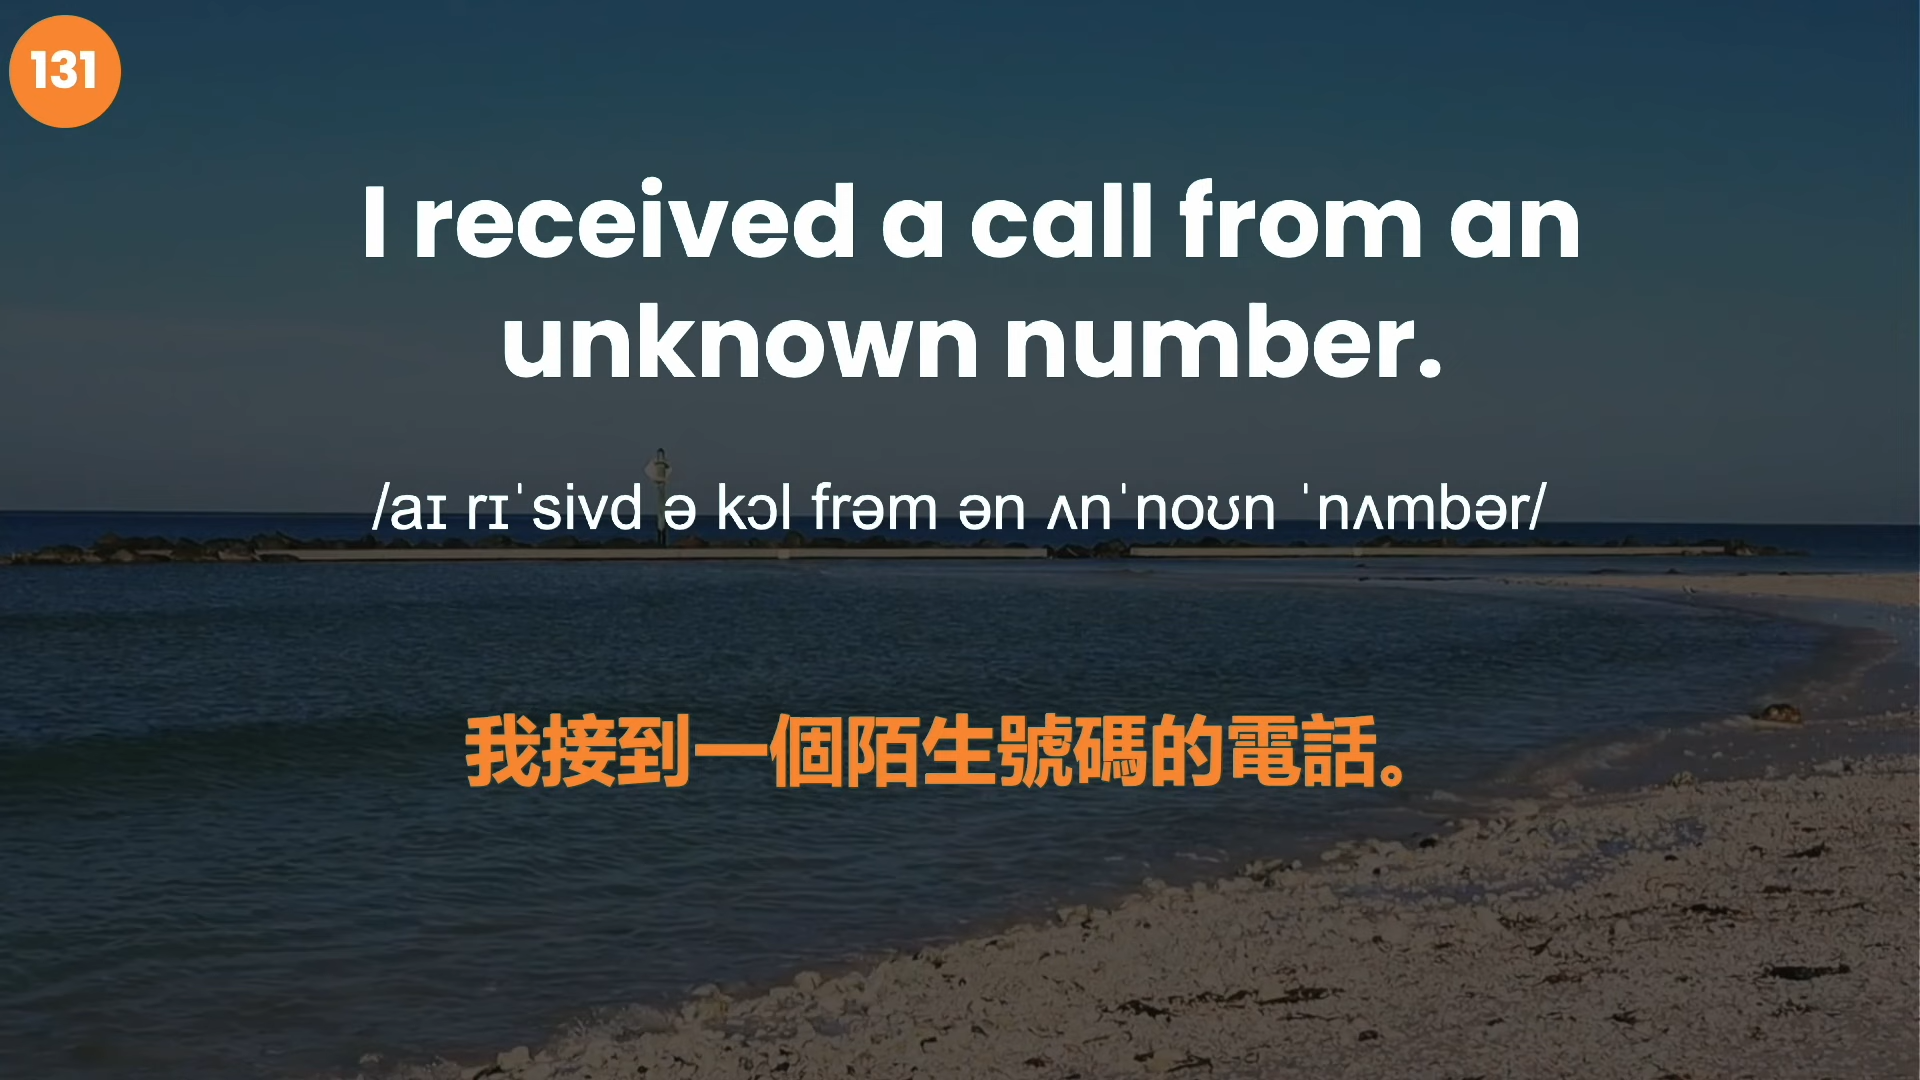 131
I received a call from an
unknown number.
/aɪ rɪˈsivd ə kɔl frəm ən ʌnˈnoʊn ˈnʌmbər/
我接到一個陌生號碼的電話。